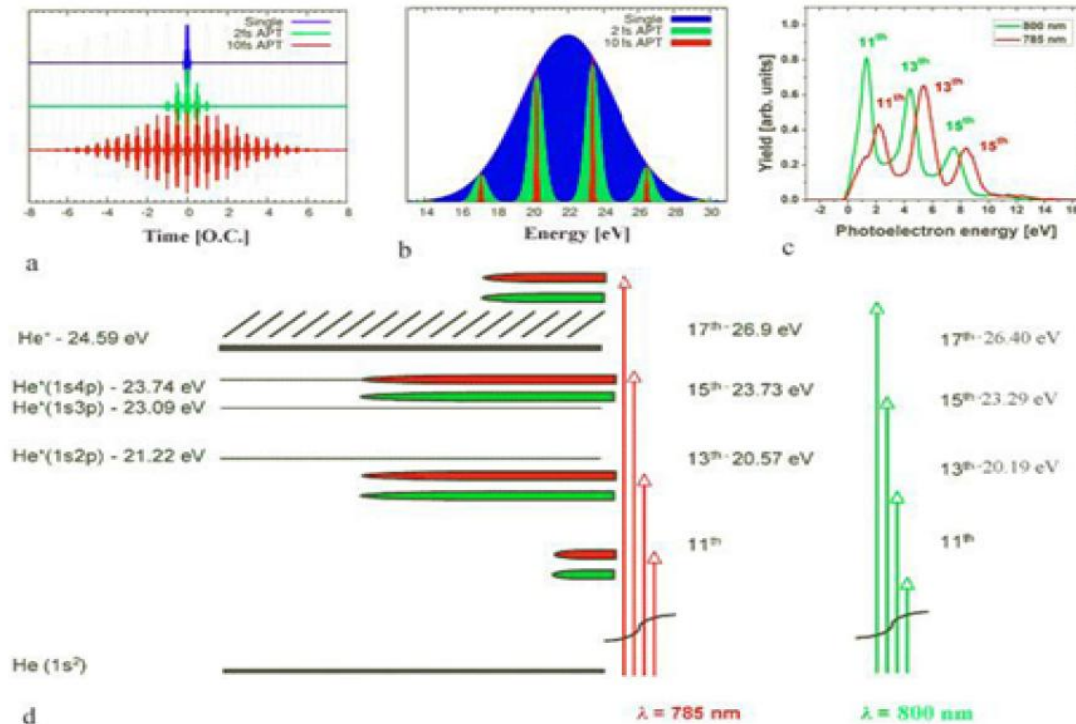 Single
2fs APT
10fs APT
-8 -6 -4 -2 0 2 4 6 8
Time [O.C.]
a
Single
2fs APT
10 fs APT
14 16 18 20 22 24 26 28 30
Energy [eV]
b
1.0
0.8
0.6
0.4
0.2
0.0
Yield [arb. units]
800 nm
785 nm
11th
13th
11th
13th
15th
15th
-2 0 2 4 6 8 10 12 14 16
Photoelectron energy [eV]
c
He+ - 24.59 eV
He*(1s4p) - 23.74 eV
He*(1s3p) - 23.09 eV
He*(1s2p) - 21.22 eV
He (1s2)
17th - 26.9 eV
15th - 23.73 eV
13th - 20.57 eV
11th
17th -26.40 eV
15th -23.29 eV
13th -20.19 eV
11th
λ = 785 nm
λ = 800 nm
d